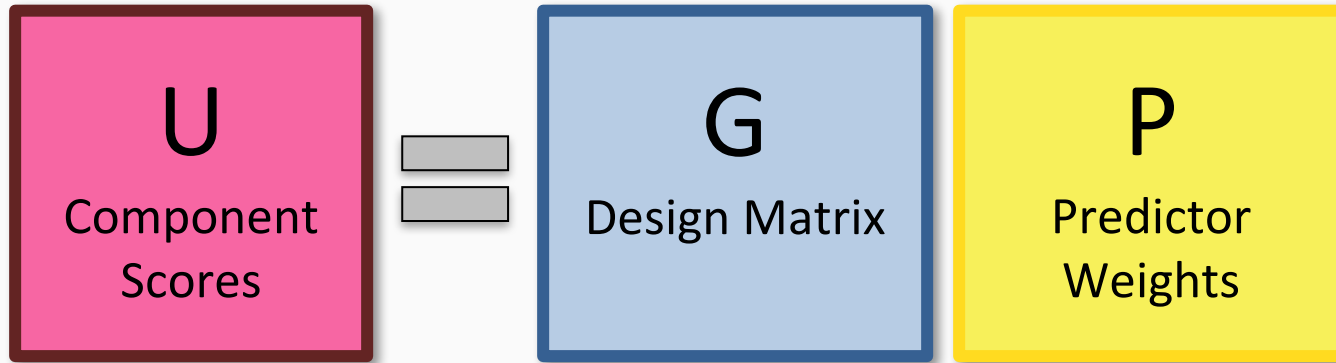 U
Component
Scores
G
Design Matrix
P
Predictor
Weights